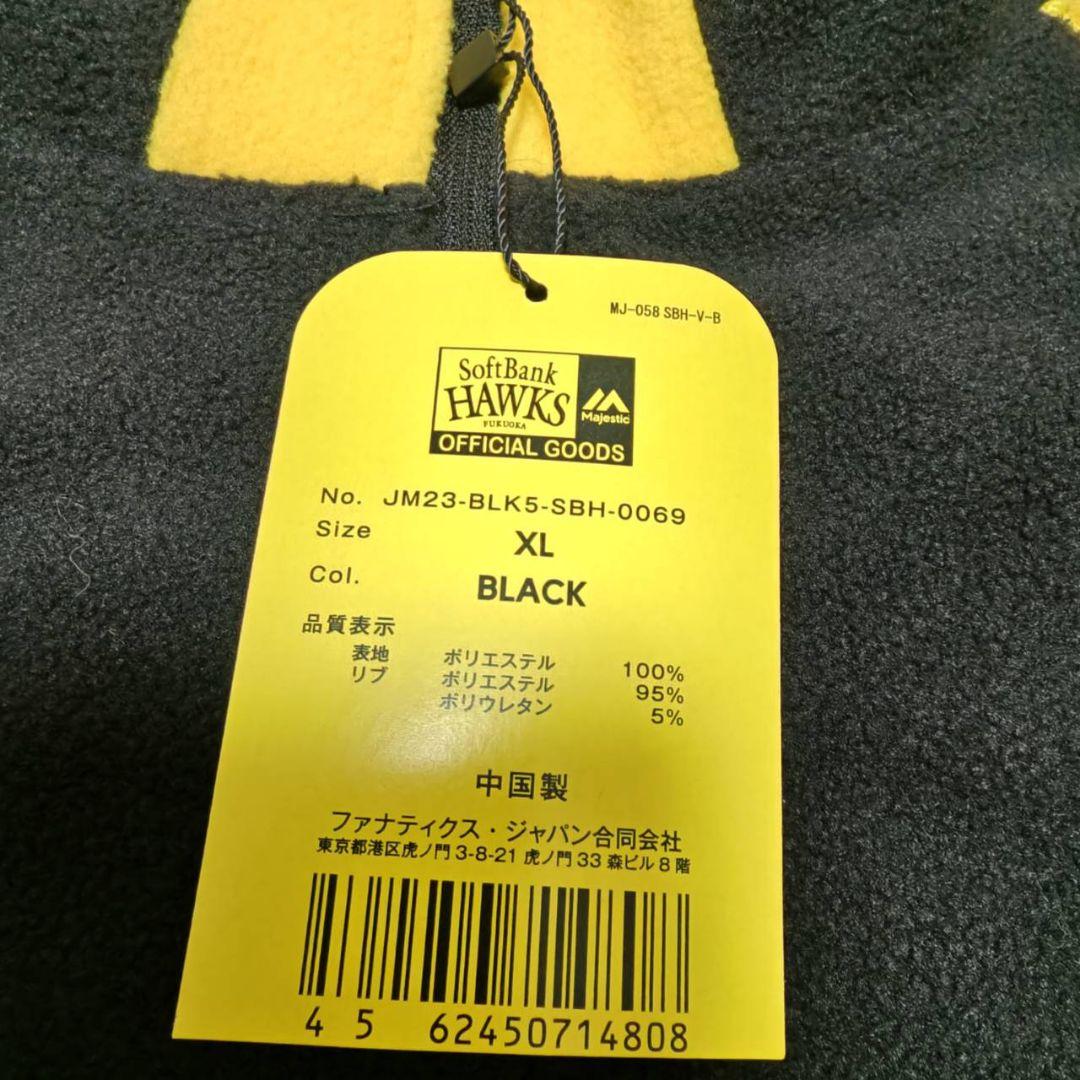 MJ-058 SBH-V-B
SoftBank
HAWKS
FUKUOKA
Majestic
OFFICIAL GOODS
No. JM23-BLK5-SBH-0069
Size XL
Col. BLACK
品質表示
表地 ポリエステル 100%
リブ ポリエステル 95%
ポリウレタン 5%
中国製
ファナティクス・ジャパン合同会社
東京都港区虎ノ門 3-8-21 虎ノ門 33 森ビル 8 階
4 5 62450714808